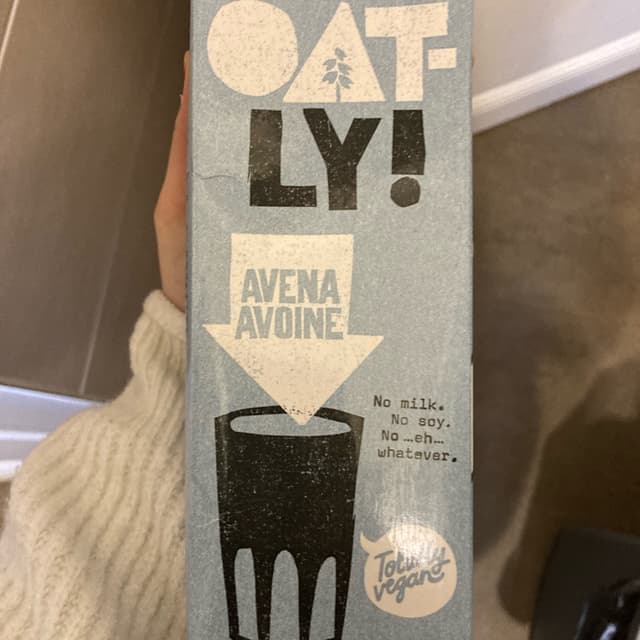 OAT-
LY!
AVENA
AVOINE
No milk.
No soy.
No …eh…
whatever.
Totally
vegan